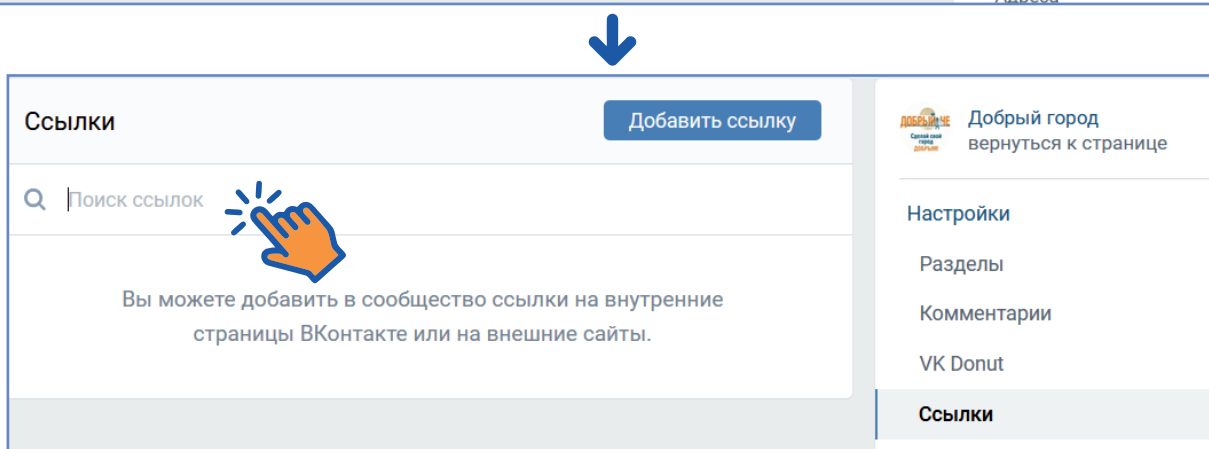 Адреса
Ссылки
Добавить ссылку
Поиск ссылок
Вы можете добавить в сообщество ссылки на внутренние
страницы ВКонтакте или на внешние сайты.
Добрый город
вернуться к странице
Настройки
Разделы
Комментарии
VK Donut
Ссылки